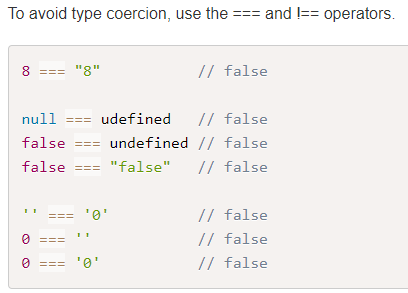 To avoid type coercion, use the === and !== operators.
8 === "8" // false
null === udefined // false
false === undefined // false
false === "false" // false
'' === '0' // false
0 === '' // false
0 === '0' // false